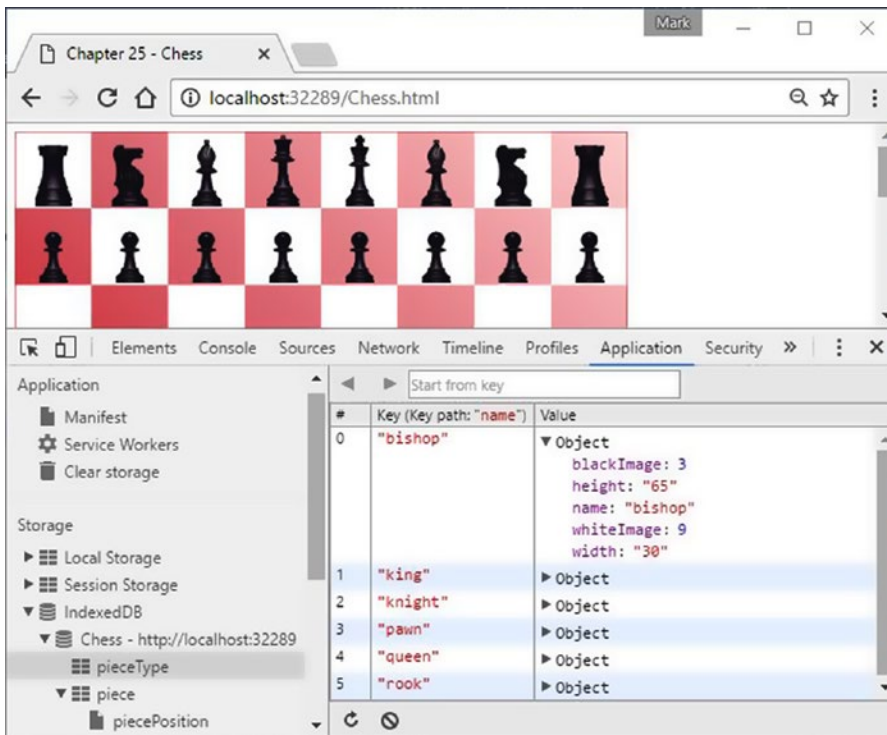 Mark
Chapter 25 - Chess
localhost:32289/Chess.html
Elements Console Sources Network Timeline Profiles Application Security »
Application
Manifest
Service Workers
Clear storage
Storage
Local Storage
Session Storage
IndexedDB
Chess - http://localhost:32289
pieceType
piece
piecePosition
Start from key
# Key (Key path: "name") Value
0 "bishop" Object
blackImage: 3
height: "65"
name: "bishop"
whiteImage: 9
width: "30"
1 "king" Object
2 "knight" Object
3 "pawn" Object
4 "queen" Object
5 "rook" Object